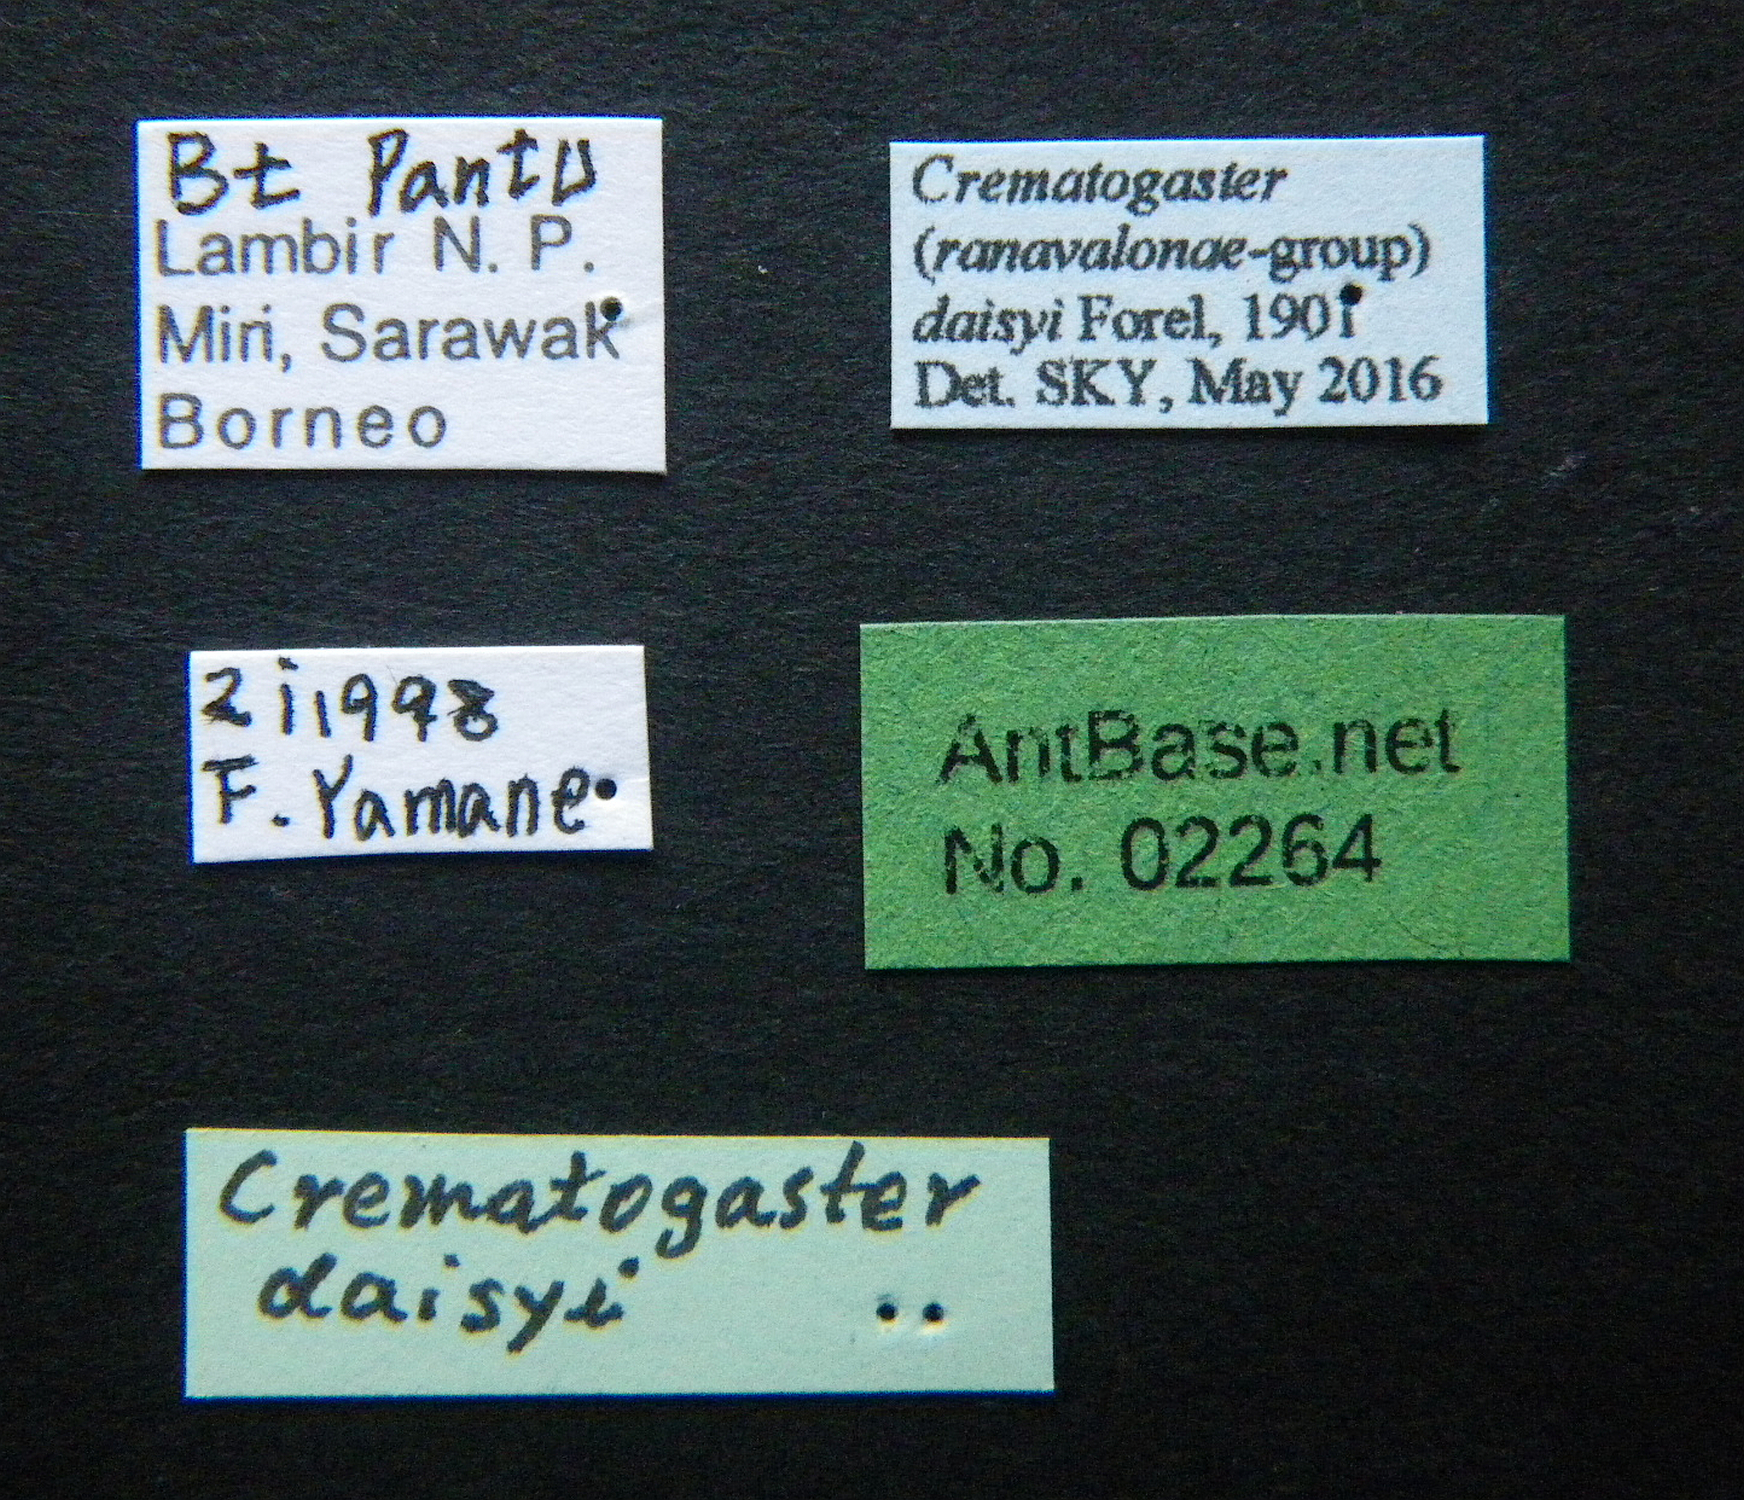 Bt Pantu
Lambir N. P.
Miri, Sarawak
Borneo
Crematogaster
(ranavalonae-group)
daisyi Forel, 1901
Det. SKY, May 2016
2 i 1998
F. Yamane
AntBase.net
No. 02264
Crematogaster
daisyi